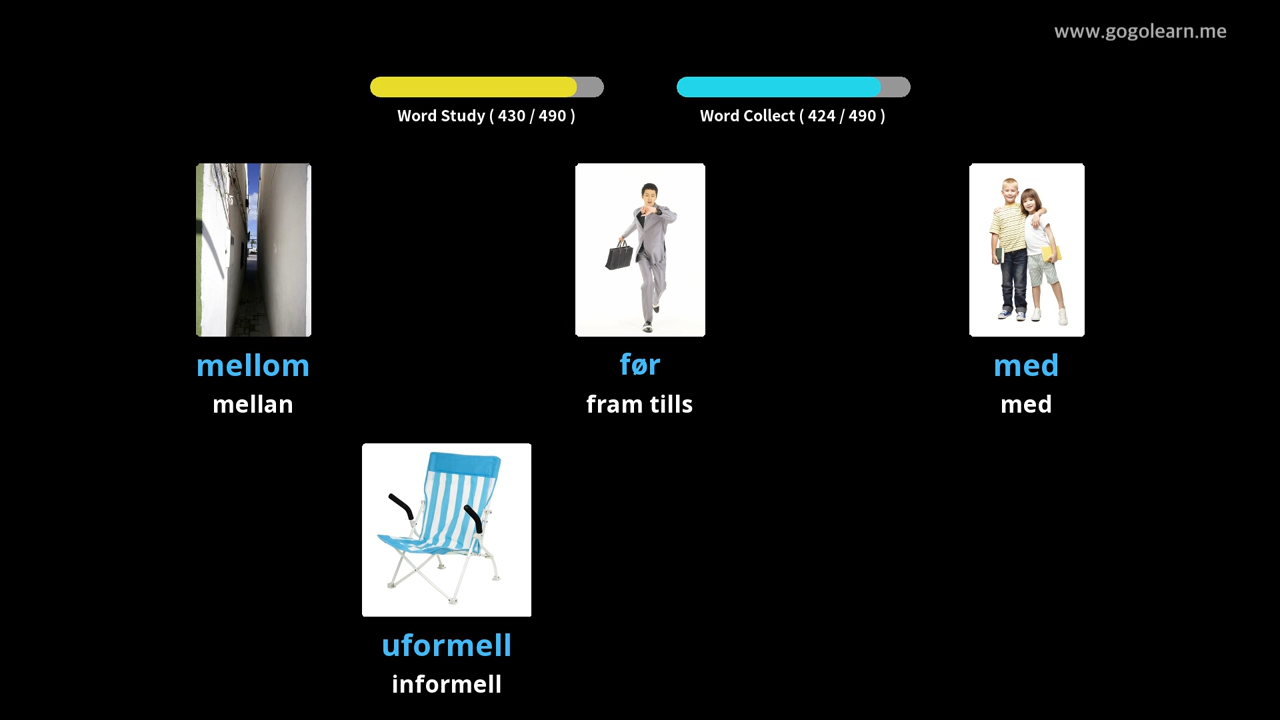 www.gogolearn.me
Word Study ( 430 / 490 )
Word Collect ( 424 / 490 )
mellom
mellan
før
fram tills
med
med
uformell
informell